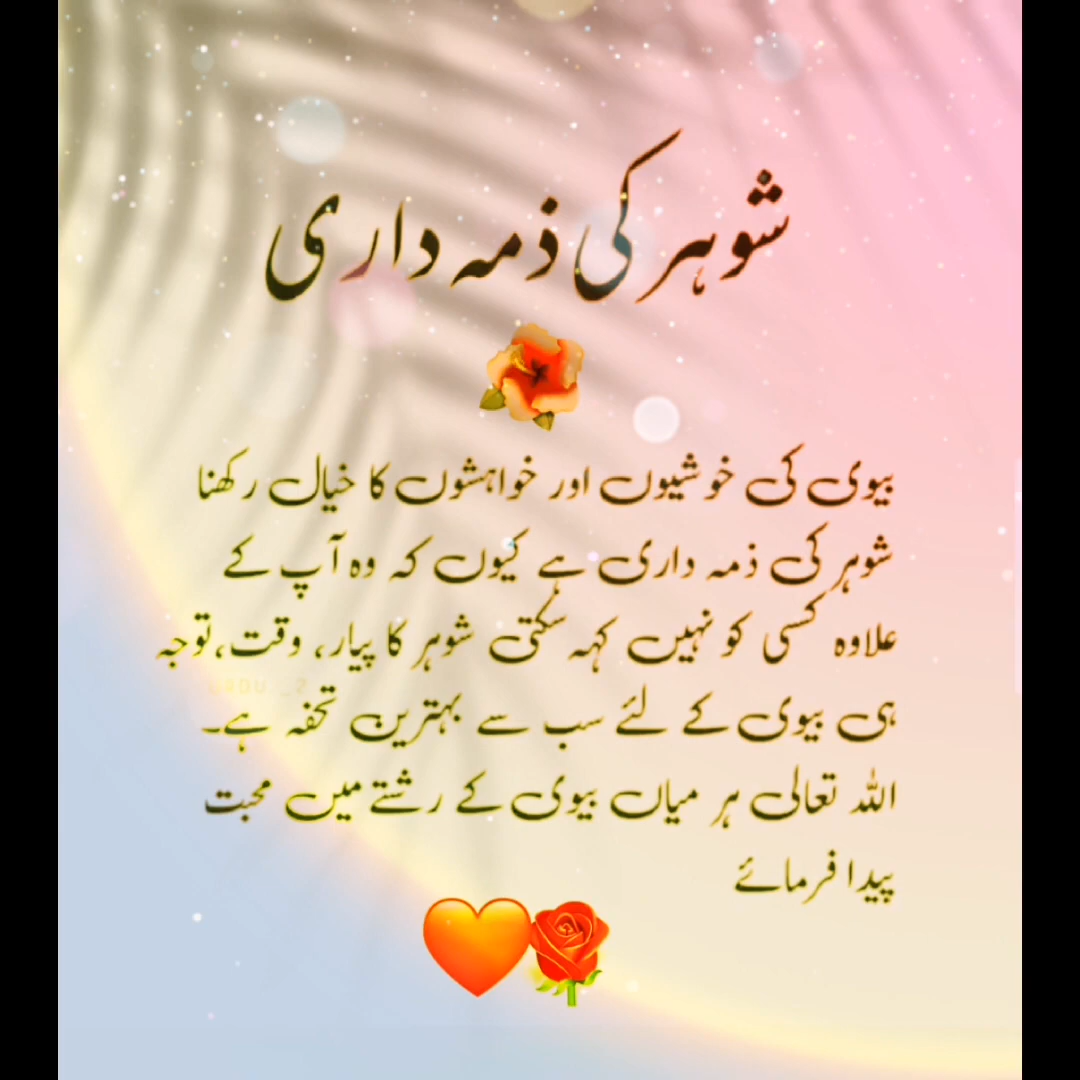 شوہر کی ذمہ داری
بیوی کی خوشیوں اور خواہشوں کا خیال رکھنا
شوہر کی ذمہ داری ہے کیوں کہ وہ آپ کے
علاوہ کسی کو نہیں کہہ سکتی شوہر کا پیار، وقت، توجہ
ہی بیوی کے لئے سب سے بہترین تحفہ ہے۔
اللہ تعالی ہر میاں بیوی کے رشتے میں محبت
پیدا فرمائے